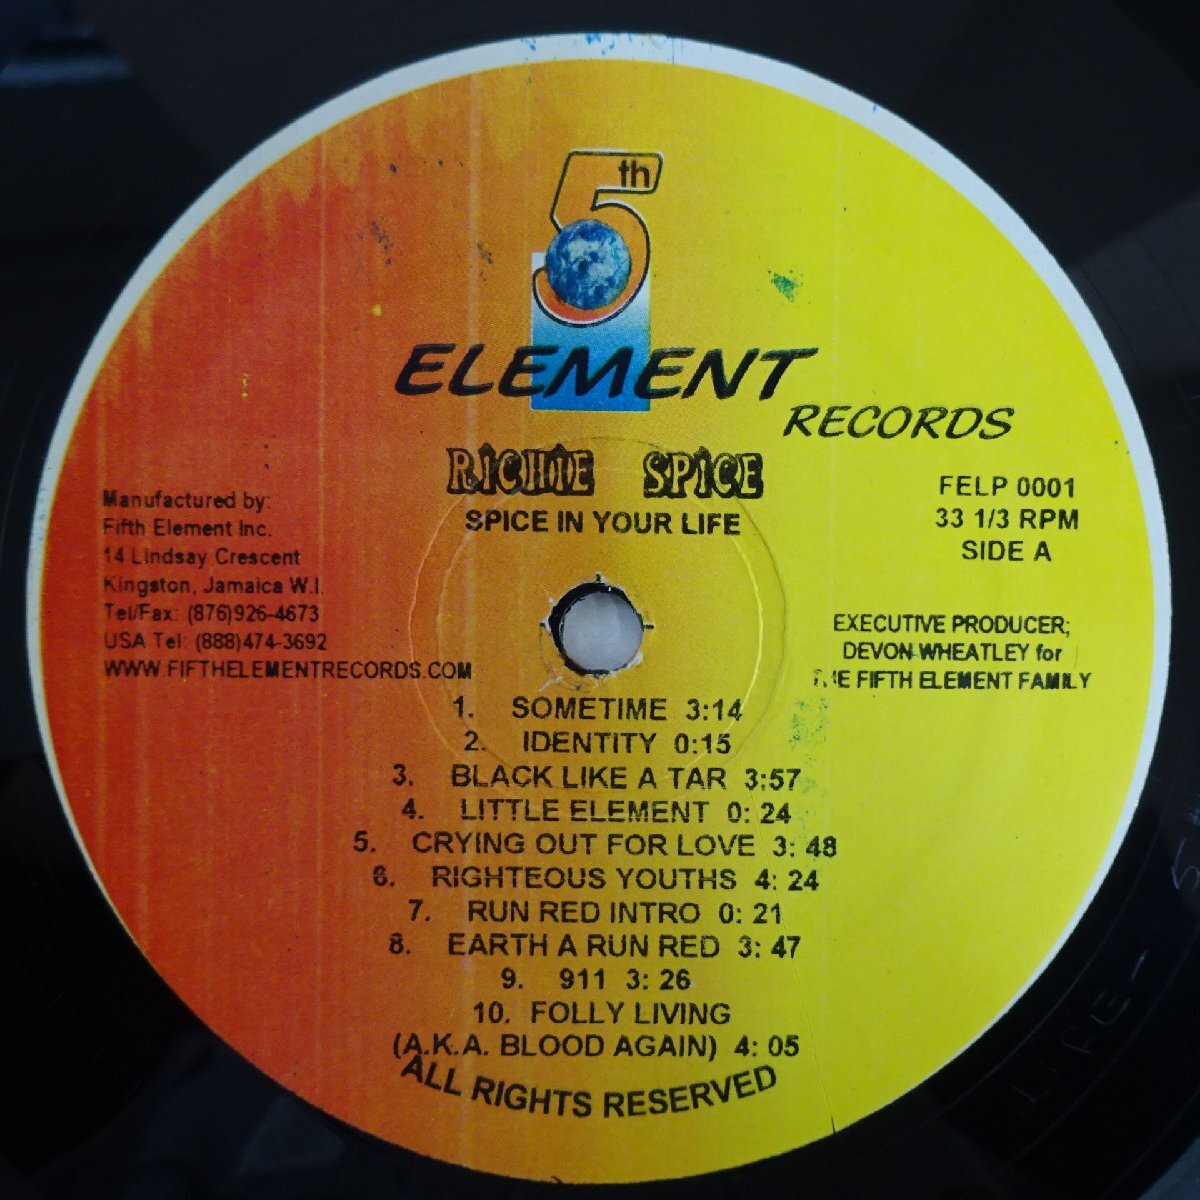 5th
ELEMENT
RECORDS
RICHIE SPICE
SPICE IN YOUR LIFE
Manufactured by:
Fifth Element Inc.
14 Lindsay Crescent
Kingston, Jamaica W.I.
Tel/Fax: (876)926-4673
USA Tel: (888)474-3692
WWW.FIFTHELEMENTRECORDS.COM
FELP 0001
33 1/3 RPM
SIDE A
EXECUTIVE PRODUCER;
DEVON WHEATLEY for
THE FIFTH ELEMENT FAMILY
1. SOMETIME 3:14
2. IDENTITY 0:15
3. BLACK LIKE A TAR 3:57
4. LITTLE ELEMENT 0: 24
5. CRYING OUT FOR LOVE 3: 48
6. RIGHTEOUS YOUTHS 4: 24
7. RUN RED INTRO 0: 21
8. EARTH A RUN RED 3: 47
9. 911 3: 26
10. FOLLY LIVING
(A.K.A. BLOOD AGAIN) 4: 05
ALL RIGHTS RESERVED